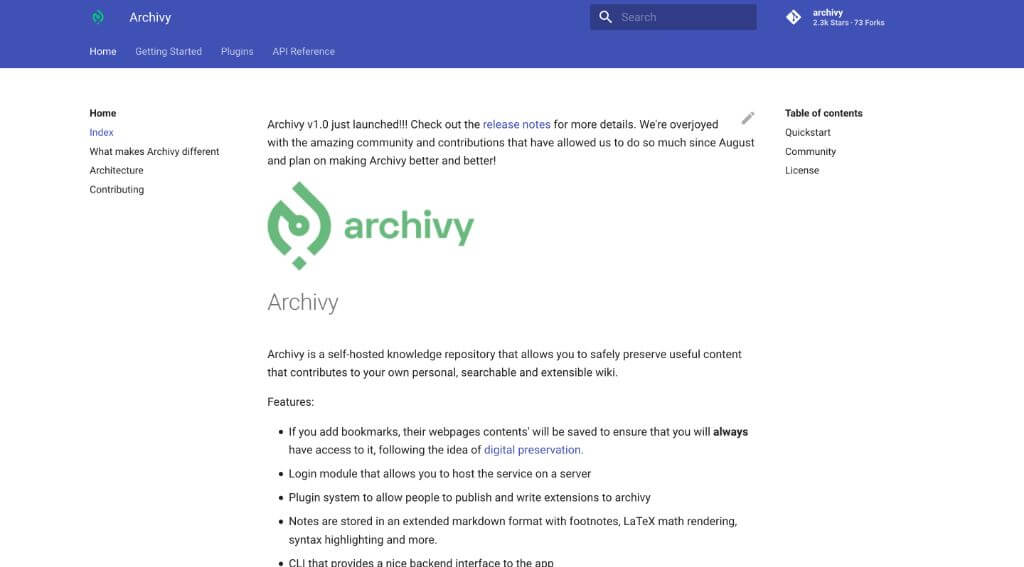 Archivy
Search
archivy
2.3k Stars · 73 Forks
Home Getting Started Plugins API Reference
Home
Index
What makes Archivy different
Architecture
Contributing
Archivy v1.0 just launched!!! Check out the release notes for more details. We're overjoyed
with the amazing community and contributions that have allowed us to do so much since August
and plan on making Archivy better and better!
archivy
Archivy
Archivy is a self-hosted knowledge repository that allows you to safely preserve useful content
that contributes to your own personal, searchable and extensible wiki.
Features:
• If you add bookmarks, their webpages contents' will be saved to ensure that you will always
have access to it, following the idea of digital preservation.
• Login module that allows you to host the service on a server
• Plugin system to allow people to publish and write extensions to archivy
• Notes are stored in an extended markdown format with footnotes, LaTeX math rendering,
syntax highlighting and more.
• CLI that provides a nice backend interface to the app
Table of contents
Quickstart
Community
License